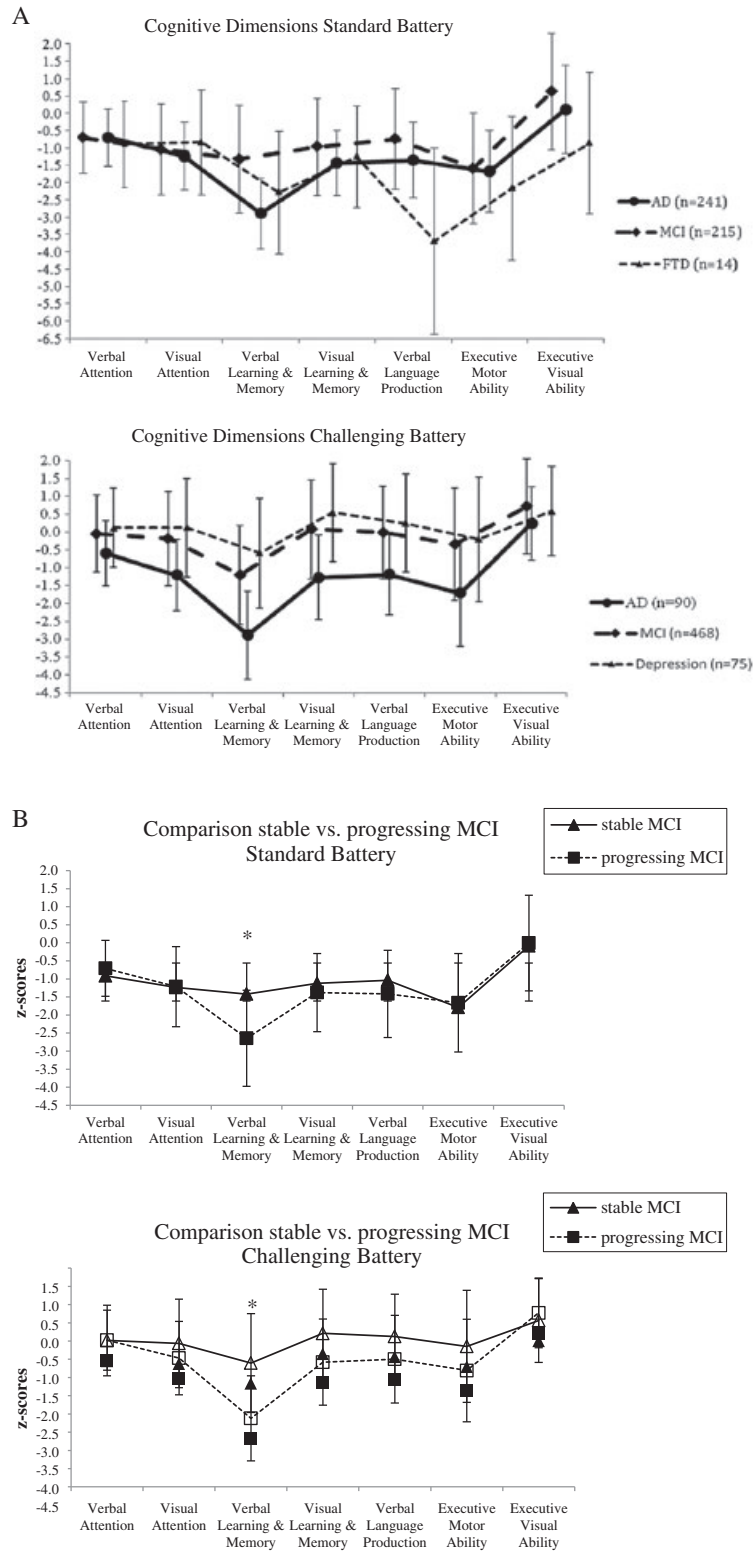 A
Cognitive Dimensions Standard Battery
2.0
1.5
1.0
0.5
0.0
-0.5
-1.0
-1.5
-2.0
-2.5
-3.0
-3.5
-4.0
-4.5
-5.0
-5.5
-6.0
-6.5
AD (n=241)
MCI (n=215)
FTD (n=14)
Verbal Visual Verbal Visual Verbal Executive Executive
Attention Attention Learning & Learning & Language Motor Visual
Memory Memory Production Ability Ability
Cognitive Dimensions Challenging Battery
2.0
1.5
1.0
0.5
0.0
-0.5
-1.0
-1.5
-2.0
-2.5
-3.0
-3.5
-4.0
-4.5
AD (n=90)
MCI (n=468)
Depression (n=75)
Verbal Visual Verbal Visual Verbal Executive Executive
Attention Attention Learning & Learning & Language Motor Visual
Memory Memory Production Ability Ability
B
Comparison stable vs. progressing MCI
Standard Battery
stable MCI
progressing MCI
2.0
1.5
1.0
0.5
0.0
-0.5
-1.0
-1.5
-2.0
-2.5
-3.0
-3.5
-4.0
-4.5
z-scores
*
Verbal Visual Verbal Visual Verbal Executive Executive
Attention Attention Learning & Learning & Language Motor Visual
Memory Memory Production Ability Ability
Comparison stable vs. progressing MCI
Challenging Battery
stable MCI
progressing MCI
1.5
1.0
0.5
0.0
-0.5
-1.0
-1.5
-2.0
-2.5
-3.0
-3.5
-4.0
-4.5
z-scores
*
Verbal Visual Verbal Visual Verbal Executive Executive
Attention Attention Learning & Learning & Language Motor Visual
Memory Memory Production Ability Ability